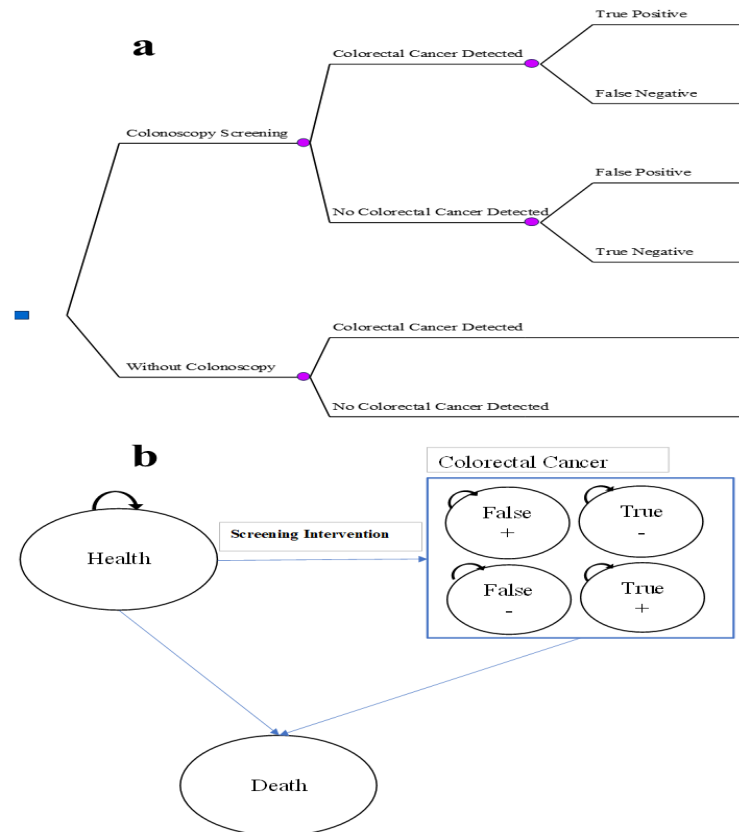 a
True Positive
Colorectal Cancer Detected
False Negative
Colonoscopy Screening
False Positive
No Colorectal Cancer Detected
True Negative
Colorectal Cancer Detected
Without Colonoscopy
No Colorectal Cancer Detected
b
Colorectal Cancer
Health
Screening Intervention
False
+
True
-
False
-
True
+
Death